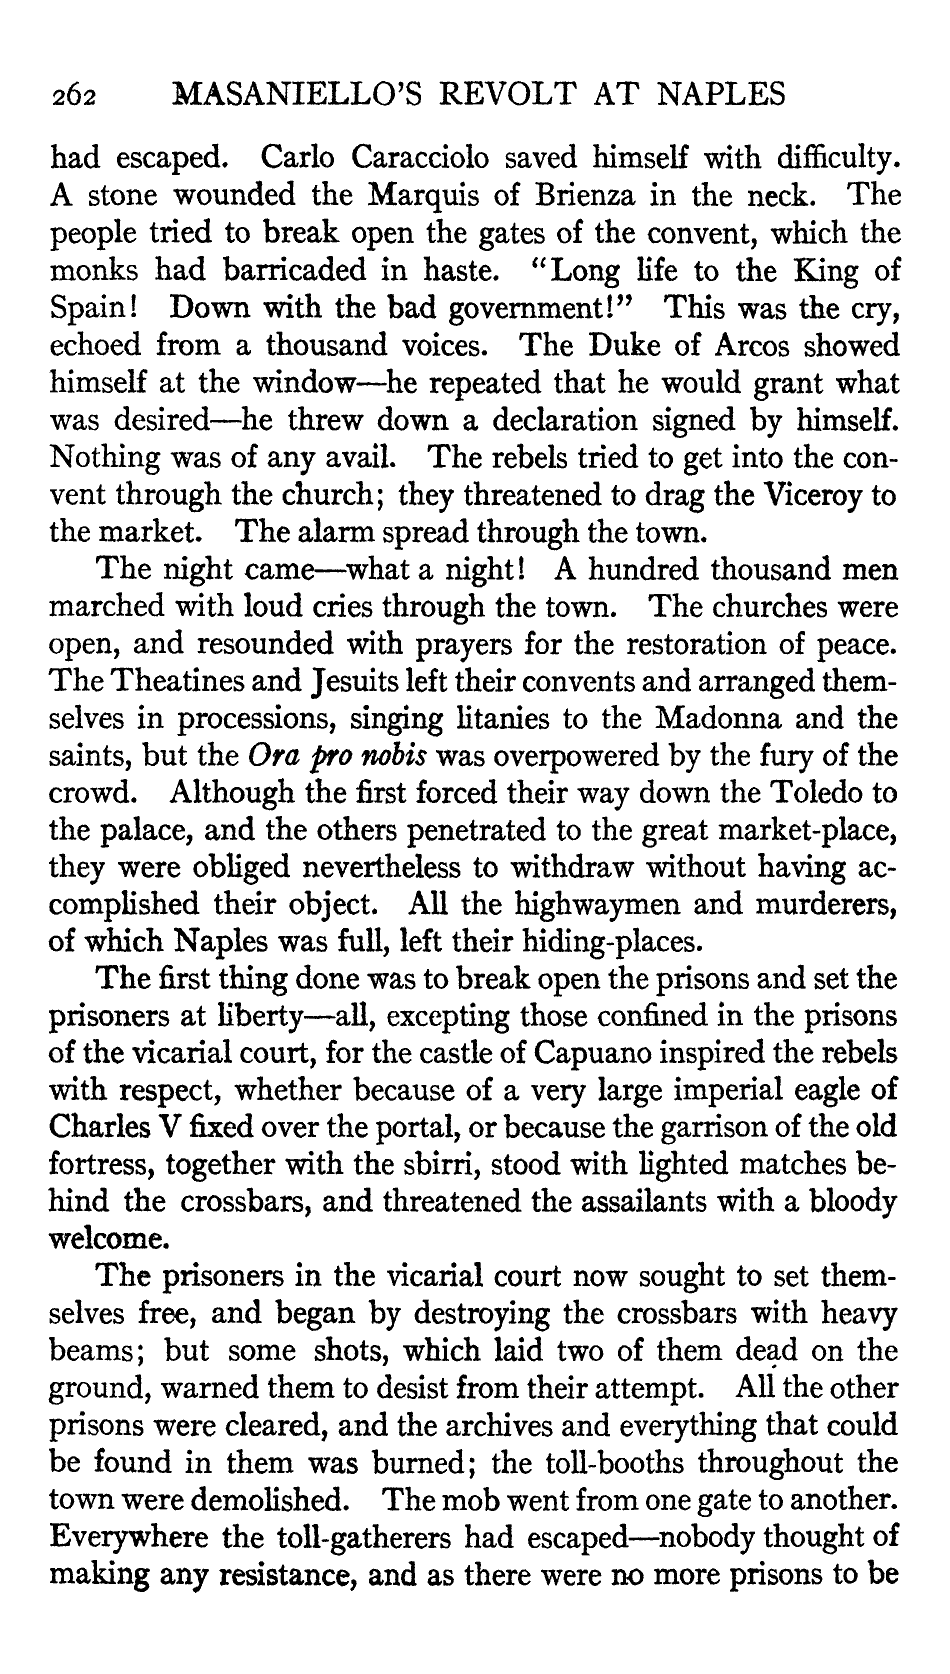 262 MASANIELLO'S REVOLT AT NAPLES
had escaped. Carlo Caracciolo saved himself with difficulty.
A stone wounded the Marquis of Brienza in the neck. The
people tried to break open the gates of the convent, which the
monks had barricaded in haste. "Long life to the King of
Spain! Down with the bad government!" This was the cry,
echoed from a thousand voices. The Duke of Arcos showed
himself at the window—he repeated that he would grant what
was desired—he threw down a declaration signed by himself.
Nothing was of any avail. The rebels tried to get into the con-
vent through the church; they threatened to drag the Viceroy to
the market. The alarm spread through the town.
The night came—what a night! A hundred thousand men
marched with loud cries through the town. The churches were
open, and resounded with prayers for the restoration of peace.
The Theatines and Jesuits left their convents and arranged them-
selves in processions, singing litanies to the Madonna and the
saints, but the Ora pro nobis was overpowered by the fury of the
crowd. Although the first forced their way down the Toledo to
the palace, and the others penetrated to the great market-place,
they were obliged nevertheless to withdraw without having ac-
complished their object. All the highwaymen and murderers,
of which Naples was full, left their hiding-places.
The first thing done was to break open the prisons and set the
prisoners at liberty—all, excepting those confined in the prisons
of the vicarial court, for the castle of Capuano inspired the rebels
with respect, whether because of a very large imperial eagle of
Charles V fixed over the portal, or because the garrison of the old
fortress, together with the sbirri, stood with lighted matches be-
hind the crossbars, and threatened the assailants with a bloody
welcome.
The prisoners in the vicarial court now sought to set them-
selves free, and began by destroying the crossbars with heavy
beams; but some shots, which laid two of them dead on the
ground, warned them to desist from their attempt. All the other
prisons were cleared, and the archives and everything that could
be found in them was burned; the toll-booths throughout the
town were demolished. The mob went from one gate to another.
Everywhere the toll-gatherers had escaped—nobody thought of
making any resistance, and as there were no more prisons to be